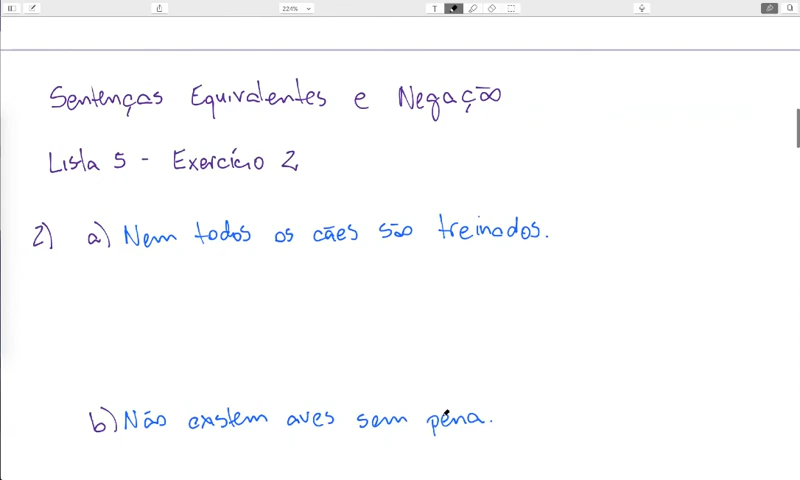 224%
Sentenças Equivalentes e Negação
Lista 5 - Exercício 2
2) a) Nem todos os cães são treinados.
b) Não existem aves sem pena.